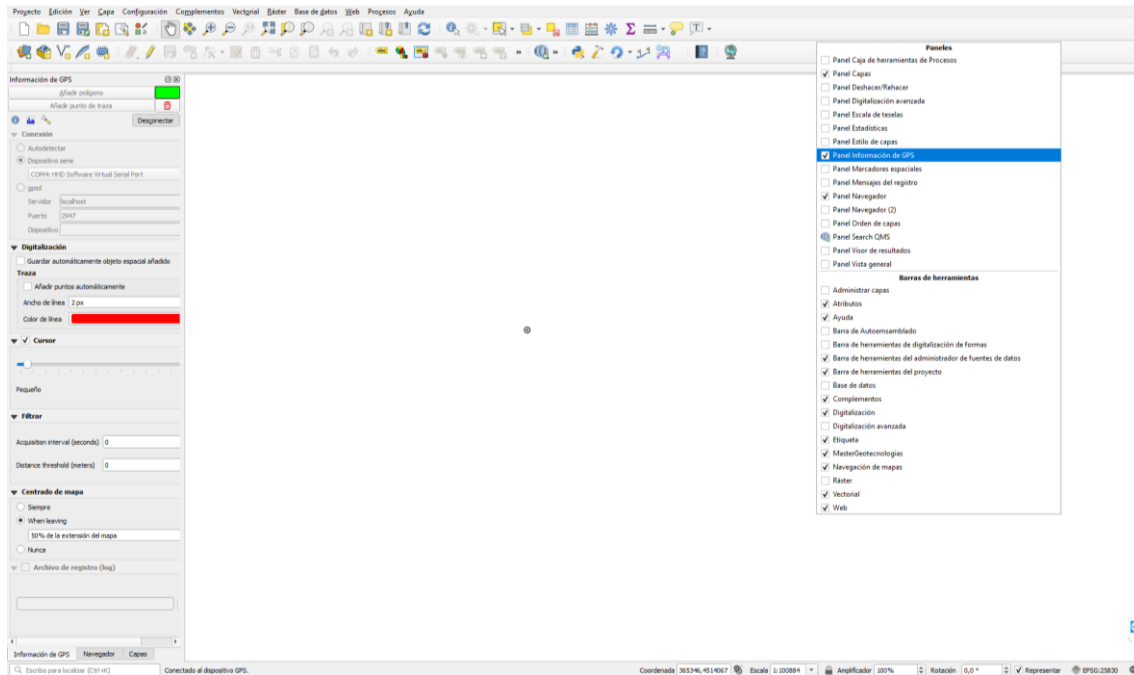 Proyecto Edición Ver Capa Configuración Complementos Vectorial Ráster Base de datos Web Procesos Ayuda
Información de GPS
Añadir polígono
Añadir punto de traza
Desconectar
Conexión
Autodetectar
Dispositivo serie
COM4: HHD Software Virtual Serial Port
gpsd
Servidor localhost
Puerto 2947
Dispositivo
Digitalización
Guardar automáticamente objeto espacial añadido
Traza
Añadir puntos automáticamente
Ancho de línea 2 px
Color de línea
Cursor
Pequeño
Filtrar
Acquisition interval (seconds) 0
Distance threshold (meters) 0
Centrado de mapa
Siempre
When leaving
50% de la extensión del mapa
Nunca
Archivo de registro (log)
Información de GPS Navegador Capas
Paneles
Panel Caja de herramientas de Procesos
Panel Capas
Panel Deshacer/Rehacer
Panel Digitalización avanzada
Panel Escala de teselas
Panel Estadísticas
Panel Estilo de capas
Panel Información de GPS
Panel Marcadores espaciales
Panel Mensajes del registro
Panel Navegador
Panel Navegador (2)
Panel Orden de capas
Panel Search QMS
Panel Visor de resultados
Panel Vista general
Barras de herramientas
Administrar capas
Atributos
Ayuda
Barra de Autoensamblado
Barra de herramientas de digitalización de formas
Barra de herramientas del administrador de fuentes de datos
Barra de herramientas del proyecto
Base de datos
Complementos
Digitalización
Digitalización avanzada
Etiqueta
MasterGeotecnologias
Navegación de mapas
Ráster
Vectorial
Web
Escriba para localizar (Ctrl+K) Conectado al dispositivo GPS. Coordenada 365346,4514067 Escala 1:100884 Amplificador 100% Rotación 0,0 ° Representar EPSG:25830